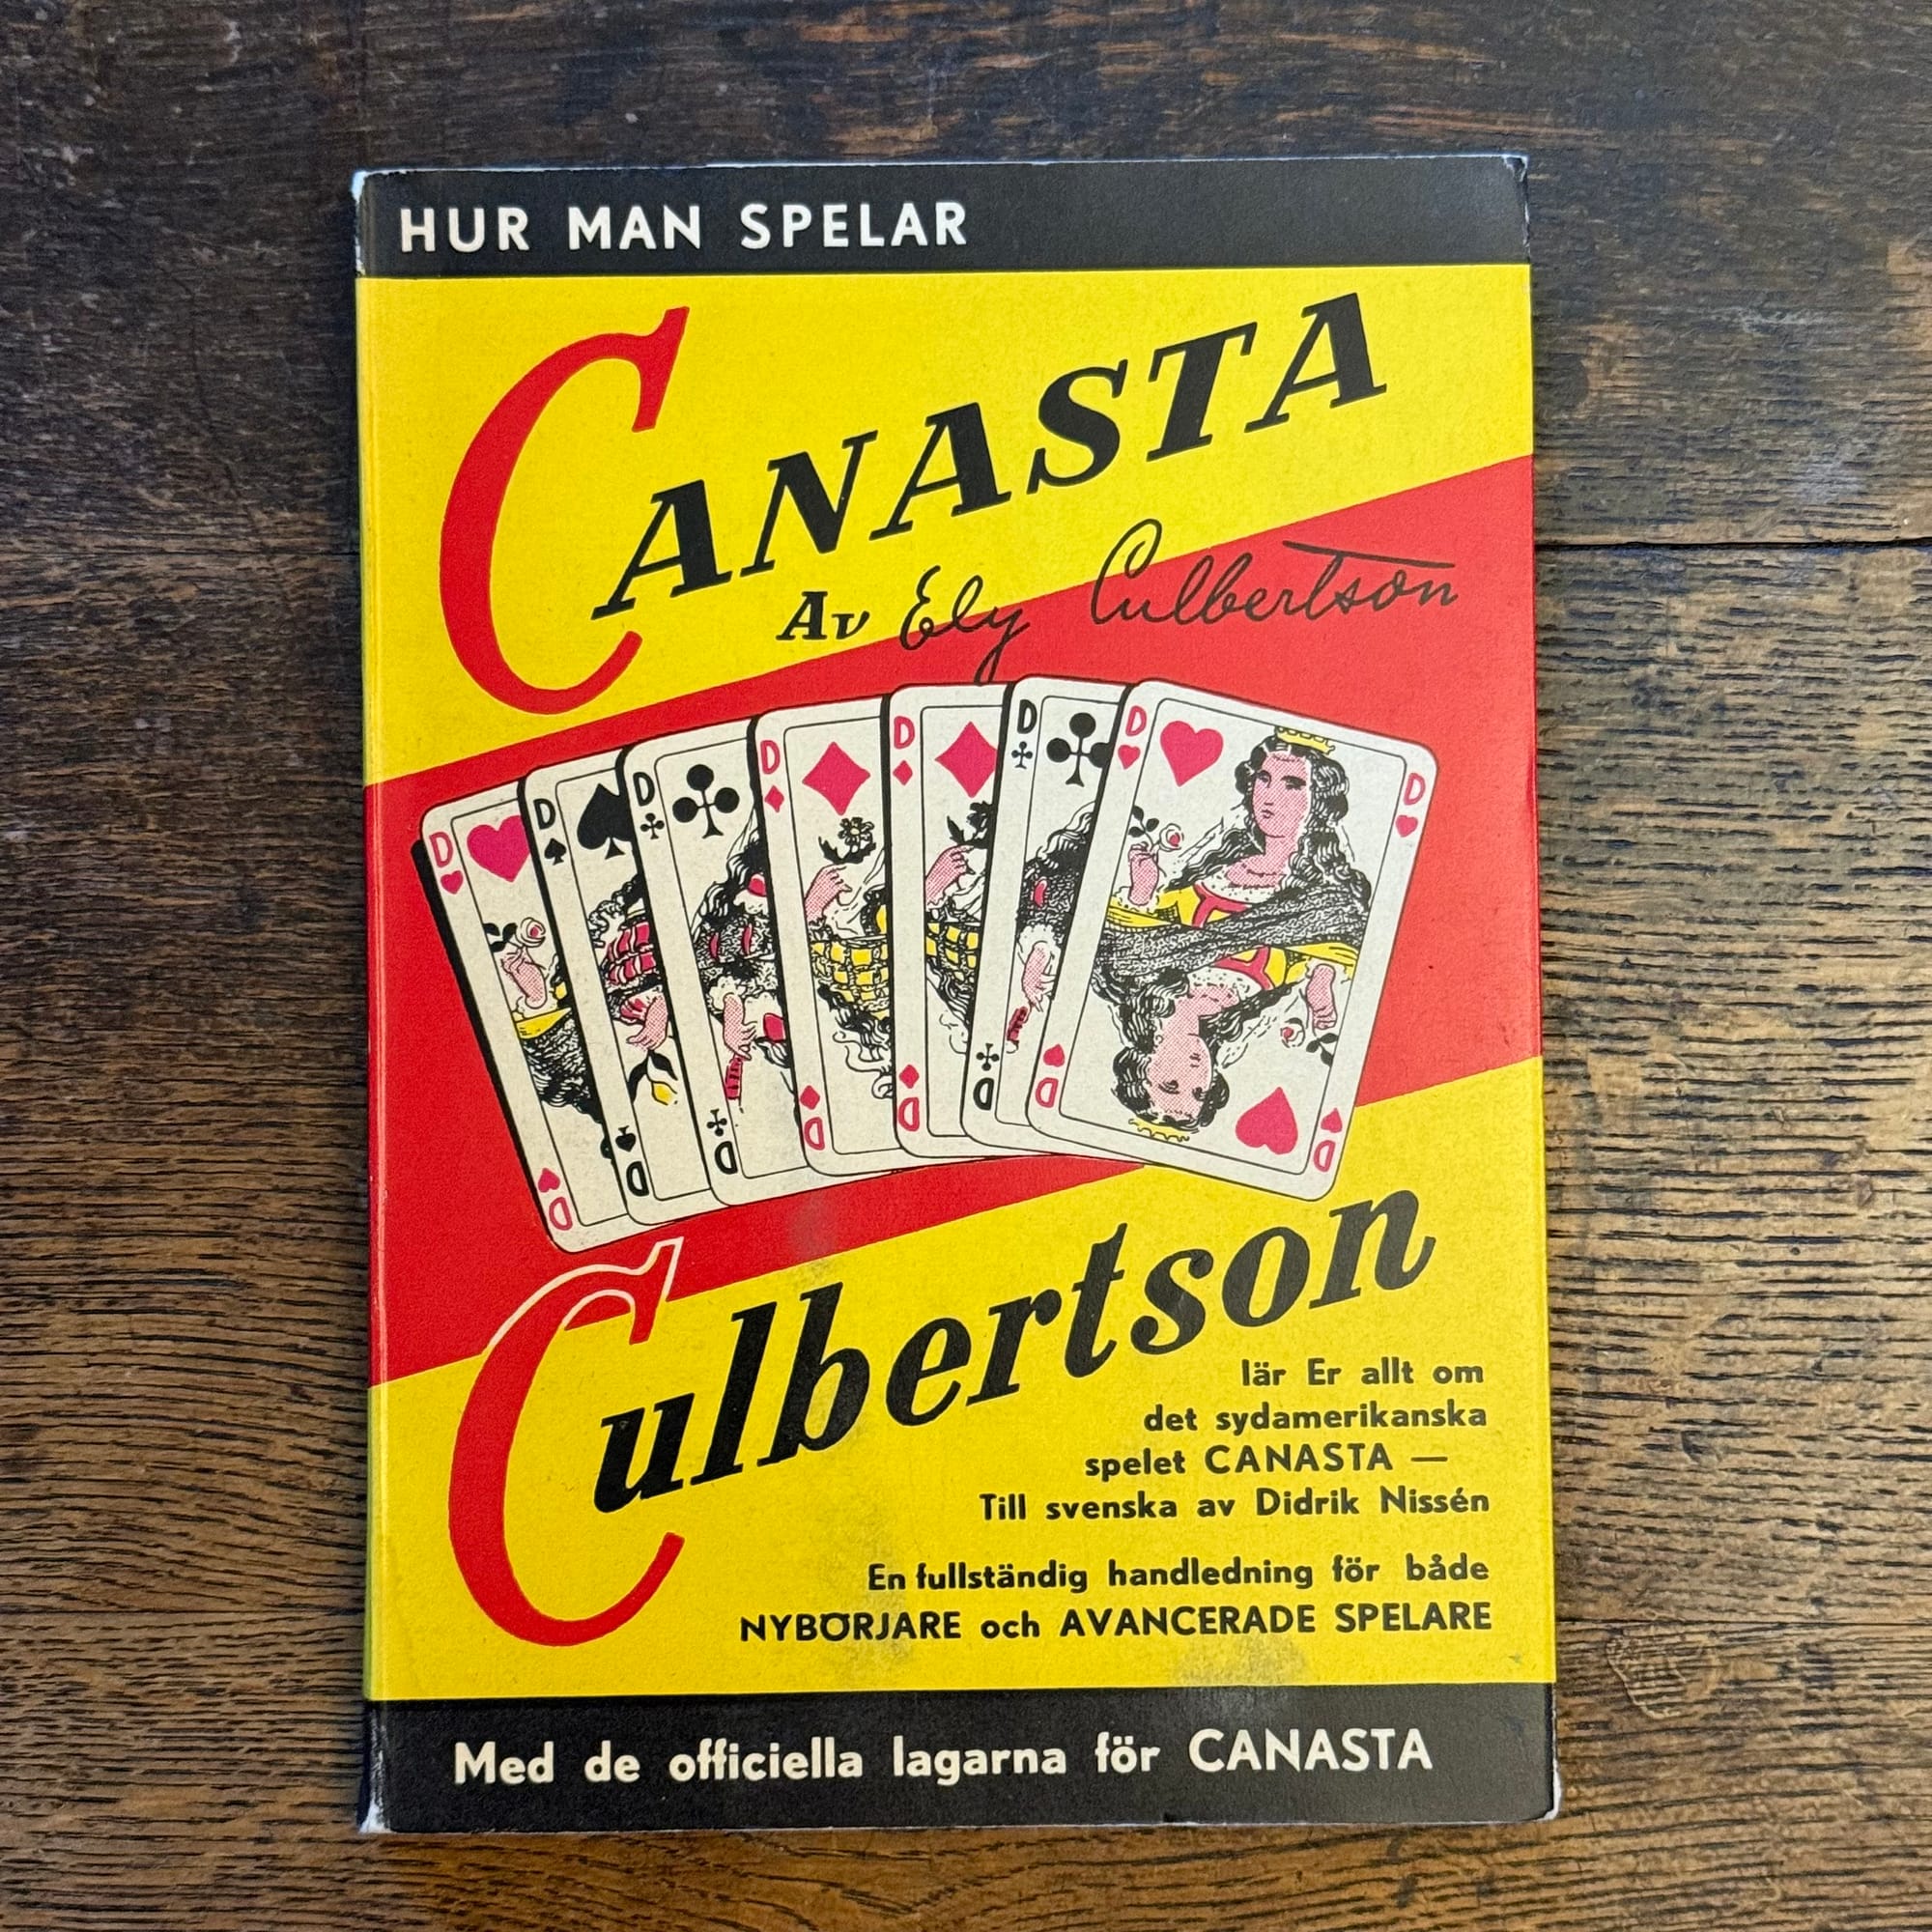 HUR MAN SPELAR
CANASTA
Av Ely Culbertson
D D D D D D D D
D D D D D D D D
Culbertson
lär Er allt om
det sydamerikanska
spelet CANASTA —
Till svenska av Didrik Nissén
En fullständig handledning för både
NYBÖRJARE och AVANCERADE SPELARE
Med de officiella lagarna för CANASTA